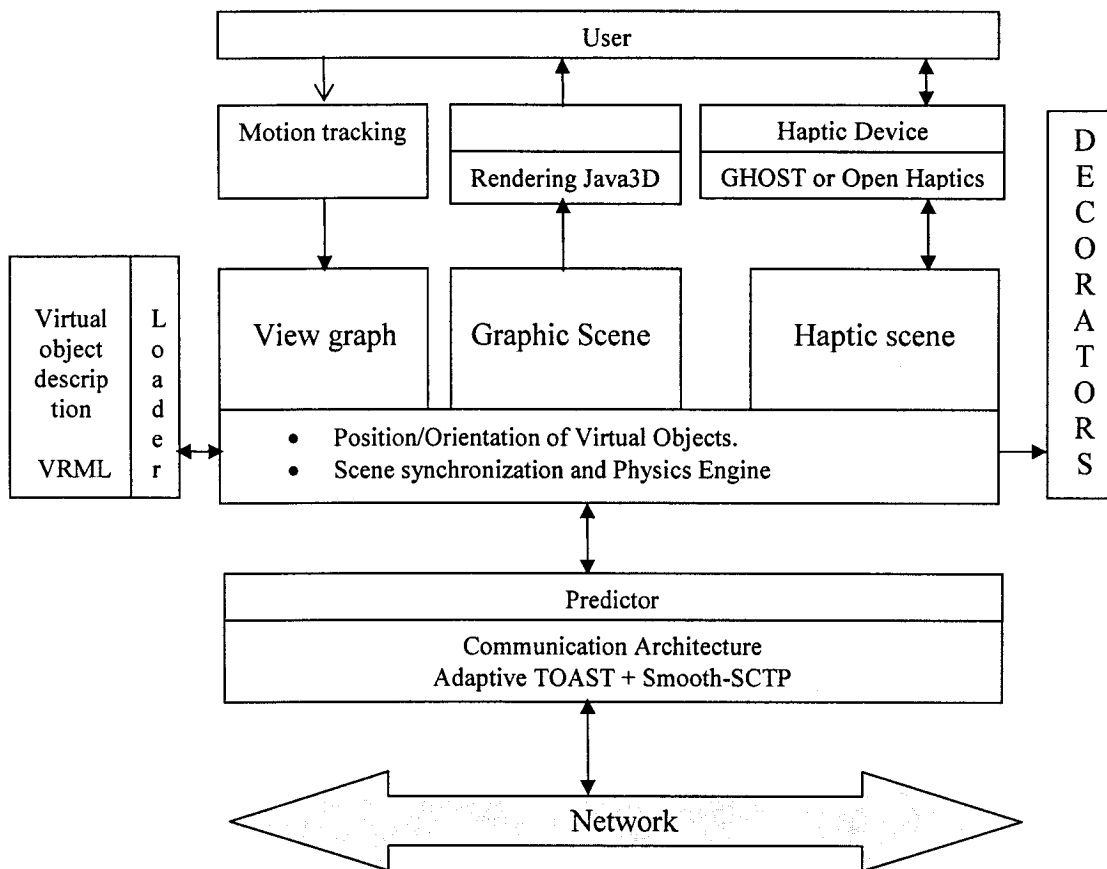 User
Motion tracking
Rendering Java3D
Haptic Device
GHOST or Open Haptics
DECORATORS
Virtual
object
descrip
tion
VRML
Loader
View graph
Graphic Scene
Haptic scene
• Position/Orientation of Virtual Objects.
• Scene synchronization and Physics Engine
Predictor
Communication Architecture
Adaptive TOAST + Smooth-SCTP
Network